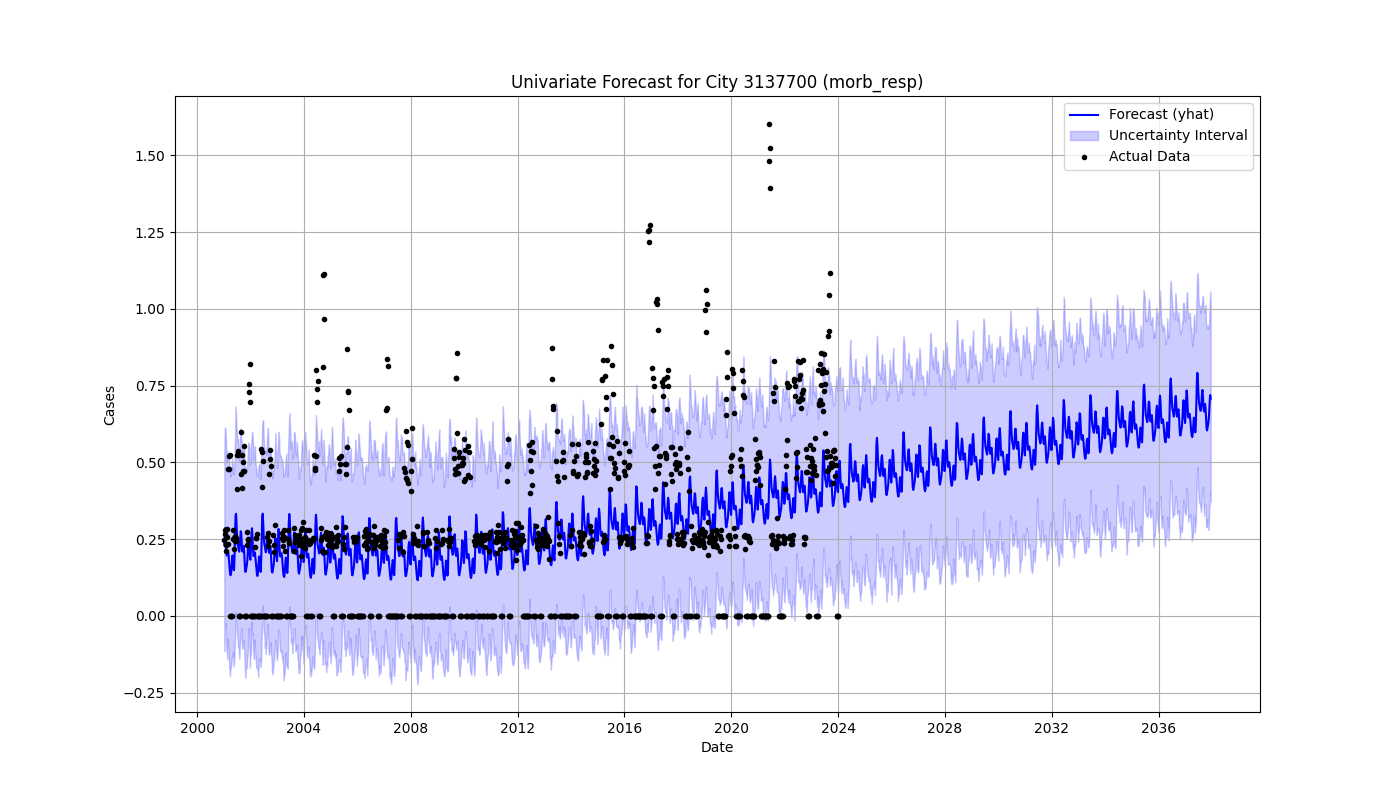 Univariate Forecast for City 3137700 (morb_resp)
Forecast (yhat)
Uncertainty Interval
Actual Data
Cases
1.50
1.25
1.00
0.75
0.50
0.25
0.00
−0.25
2000 2004 2008 2012 2016 2020 2024 2028 2032 2036
Date